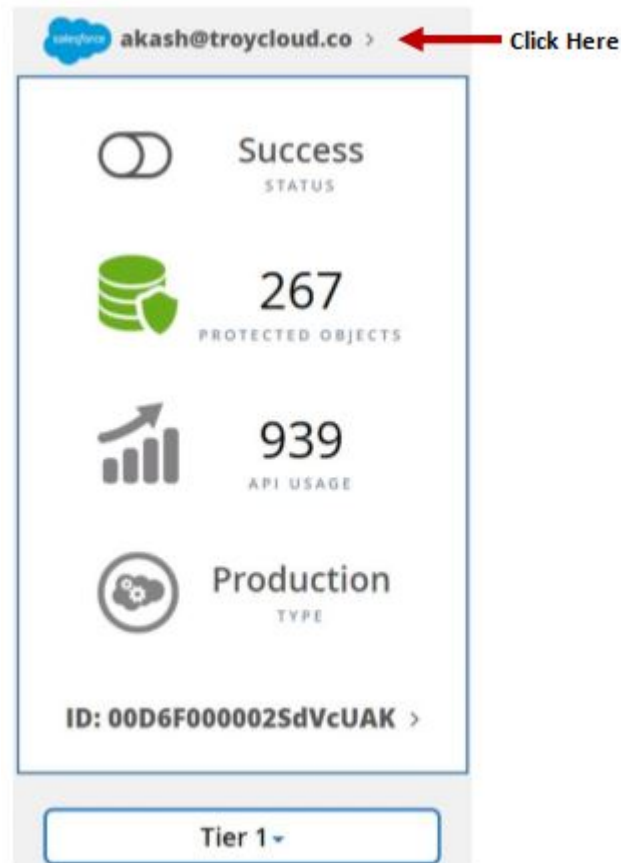 salesforce akash@troycloud.co > Click Here
Success
STATUS
267
PROTECTED OBJECTS
939
API USAGE
Production
TYPE
ID: 00D6F000002SdVcUAK >
Tier 1